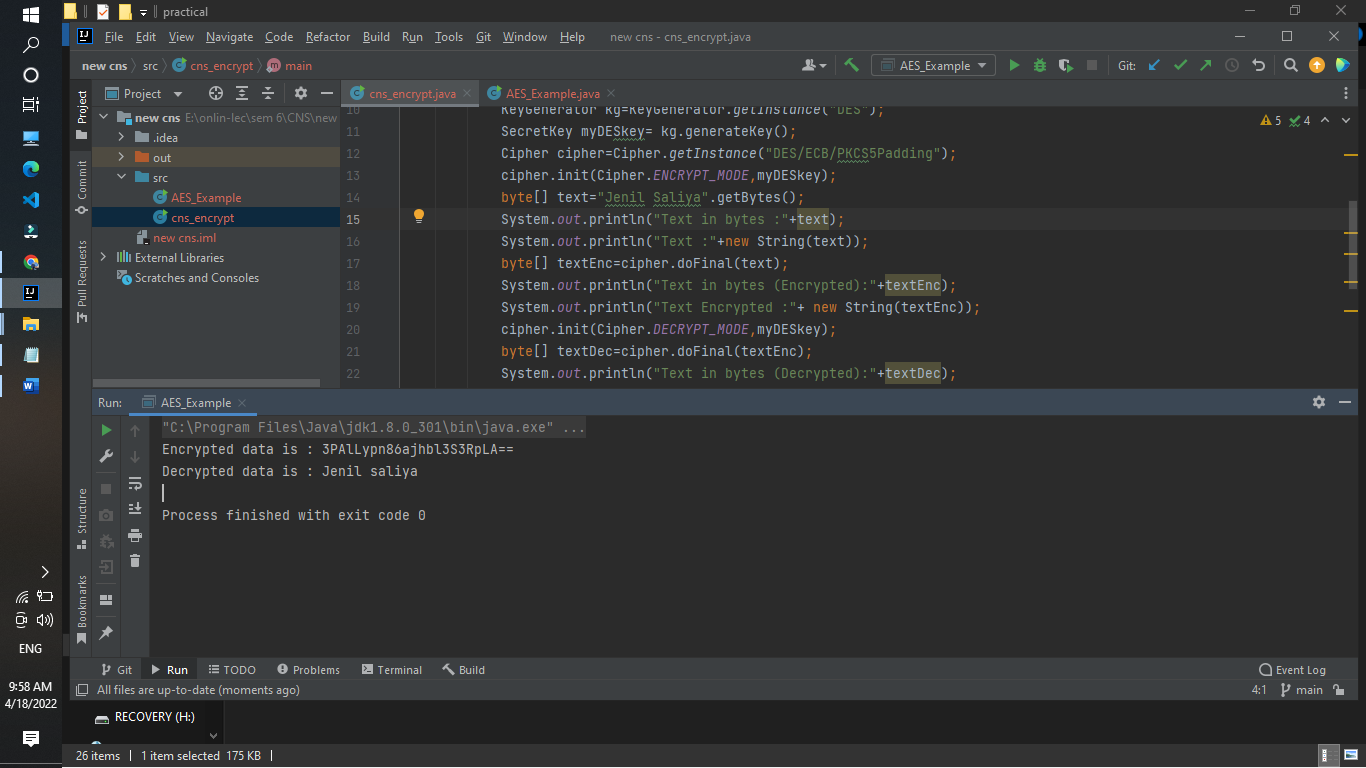 practical
File Edit View Navigate Code Refactor Build Run Tools Git Window Help new cns - cns_encrypt.java
new cns src cns_encrypt main AES_Example Git:
Project cns_encrypt.java AES_Example.java
new cns E:\onlin-lec\sem 6\CNS\new
.idea
out
src
AES_Example
cns_encrypt
new cns.iml
External Libraries
Scratches and Consoles
Project
Commit
Pull Requests
5 4
10 KeyGenerator kg=KeyGenerator.getInstance("DES");
11 SecretKey myDESkey= kg.generateKey();
12 Cipher cipher=Cipher.getInstance("DES/ECB/PKCS5Padding");
13 cipher.init(Cipher.ENCRYPT_MODE,myDESkey);
14 byte[] text="Jenil Saliya".getBytes();
15 System.out.println("Text in bytes :"+text);
16 System.out.println("Text :"+new String(text));
17 byte[] textEnc=cipher.doFinal(text);
18 System.out.println("Text in bytes (Encrypted):"+textEnc);
19 System.out.println("Text Encrypted :"+ new String(textEnc));
20 cipher.init(Cipher.DECRYPT_MODE,myDESkey);
21 byte[] textDec=cipher.doFinal(textEnc);
22 System.out.println("Text in bytes (Decrypted):"+textDec);
Run: AES_Example
"C:\Program Files\Java\jdk1.8.0_301\bin\java.exe" ...
Encrypted data is : 3PAlLypn86ajhbl3S3RpLA==
Decrypted data is : Jenil saliya
Process finished with exit code 0
Structure
Bookmarks
Git Run TODO Problems Terminal Build Event Log
All files are up-to-date (moments ago) 4:1 main
ENG
9:58 AM
4/18/2022
RECOVERY (H:)
26 items 1 item selected 175 KB